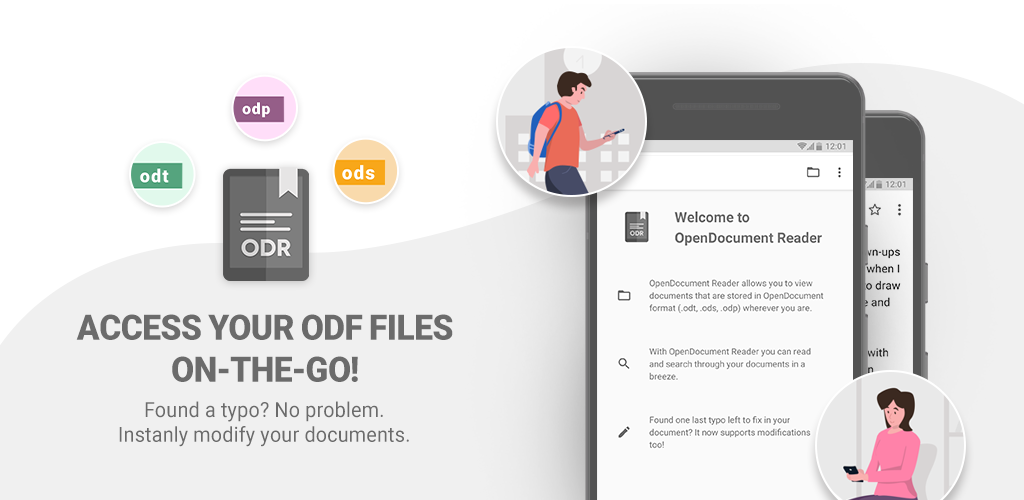 odp
odt
ods
ODR
ACCESS YOUR ODF FILES
ON-THE-GO!
Found a typo? No problem.
Instanly modify your documents.
12:01
ODR
Welcome to
OpenDocument Reader
OpenDocument Reader allows you to view
documents that are stored in OpenDocument
format (.odt, .ods, .odp) wherever you are.
With OpenDocument Reader you can read
and search through your documents in a
breeze.
Found one last typo left to fix in your
document? It now supports modifications
too!
12:01
wn-ups
when I
o draw
e and
with